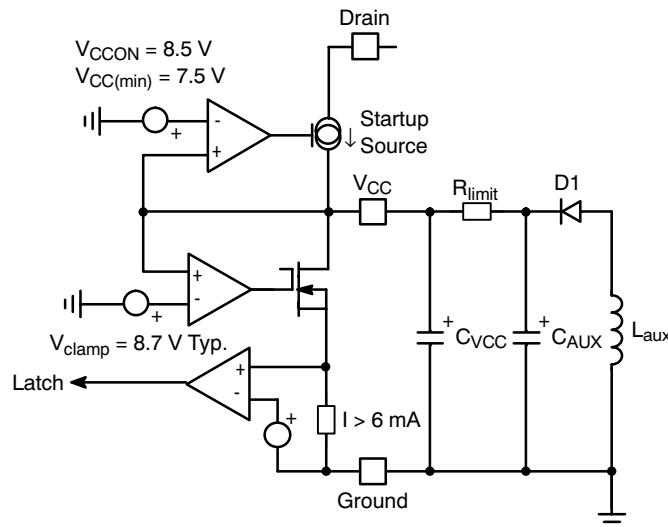 Drain
V_CCON = 8.5 V
V_CC(min) = 7.5 V
-
+
+
Startup
↓ Source
V_CC
R_limit
D1
+
-
+
V_clamp = 8.7 V Typ.
+
C_VCC
+
C_AUX
L_aux
Latch
+
-
+
I > 6 mA
Ground